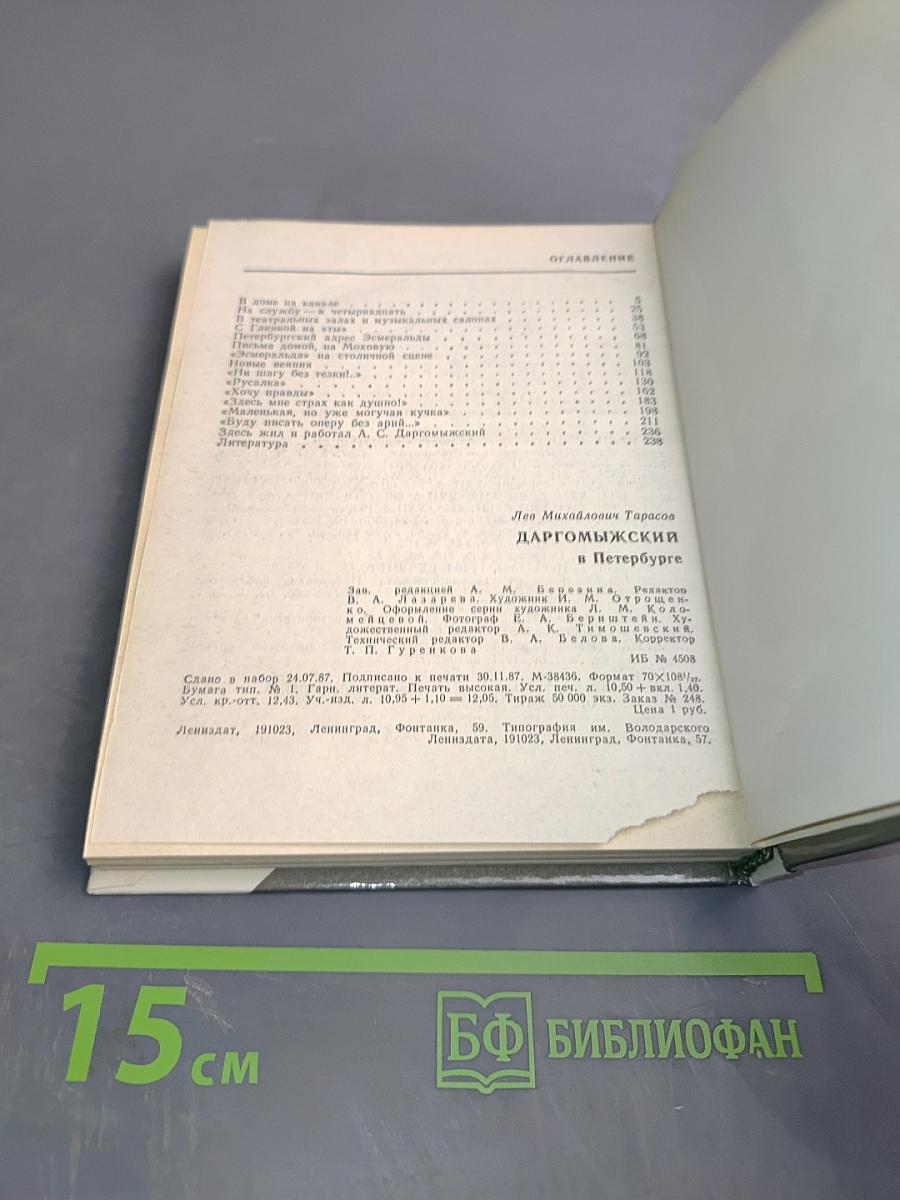 ОГЛАВЛЕНИЕ
В доме на канале . . . 5
На службу — в четырнадцать . . . 25
В театральных залах и музыкальных салонах . . . 38
С Глинкой на «ты» . . . 53
Петербургский адрес Эсмеральды . . . 68
Письма домой, на Моховую . . . 81
«Эсмеральда» на столичной сцене . . . 92
Новые веяния . . . 103
«Ни шагу без тезки!..» . . . 118
«Русалка» . . . 130
«Хочу правды» . . . 162
«Здесь мне страх как душно!» . . . 183
«Маленькая, но уже могучая кучка» . . . 198
«Буду писать оперу без арий...» . . . 211
Здесь жил и работал А. С. Даргомыжский . . . 236
Литература . . . 238
Лев Михайлович Тарасов
ДАРГОМЫЖСКИЙ
в Петербурге
Зав. редакцией А. М. Березина. Редактор
В. А. Лазарева. Художник И. М. Отрощен-
ко. Оформление серии художника Л. М. Коло-
мейцевой. Фотограф Е. А. Бернштейн. Ху-
дожественный редактор А. К. Тимошевский.
Технический редактор В. А. Белова. Корректор
Т. П. Гуренкова
ИБ № 4508
Сдано в набор 24.07.87. Подписано к печати 30.11.87. М-38436. Формат 70×108¹/₃₂.
Бумага тип. № 1. Гарн. литерат. Печать высокая. Усл. печ. л. 10,50 + вкл. 1,40.
Усл. кр.-отт. 12,43. Уч.-изд. л. 10,95 + 1,10 = 12,05. Тираж 50 000 экз. Заказ № 248.
Цена 1 руб.
Лениздат, 191023, Ленинград, Фонтанка, 59. Типография им. Володарского
Лениздата, 191023, Ленинград, Фонтанка, 57.
15 см
БФ БИБЛИОФАН